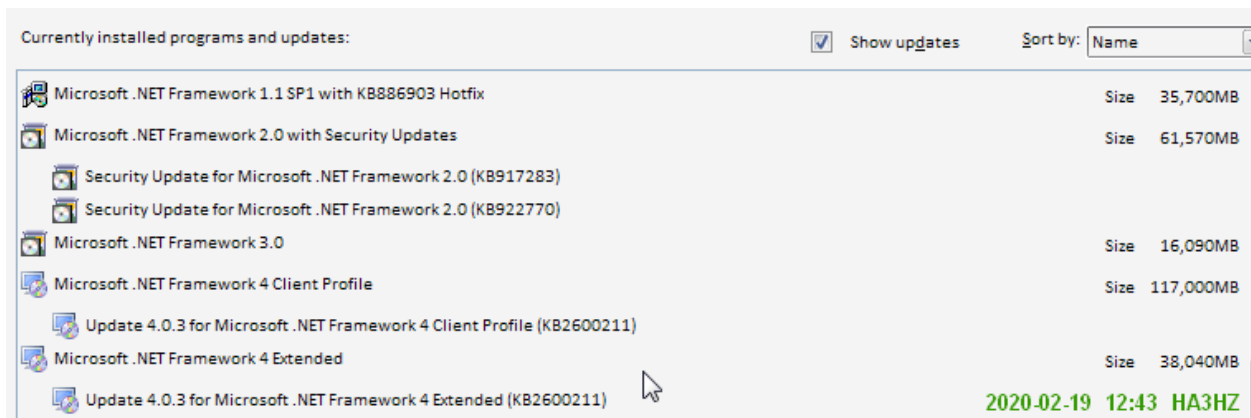 Currently installed programs and updates: Show updates Sort by: Name
Microsoft .NET Framework 1.1 SP1 with KB886903 Hotfix Size 35,700MB
Microsoft .NET Framework 2.0 with Security Updates Size 61,570MB
Security Update for Microsoft .NET Framework 2.0 (KB917283)
Security Update for Microsoft .NET Framework 2.0 (KB922770)
Microsoft .NET Framework 3.0 Size 16,090MB
Microsoft .NET Framework 4 Client Profile Size 117,000MB
Update 4.0.3 for Microsoft .NET Framework 4 Client Profile (KB2600211)
Microsoft .NET Framework 4 Extended Size 38,040MB
Update 4.0.3 for Microsoft .NET Framework 4 Extended (KB2600211) 2020-02-19 12:43 HA3HZ